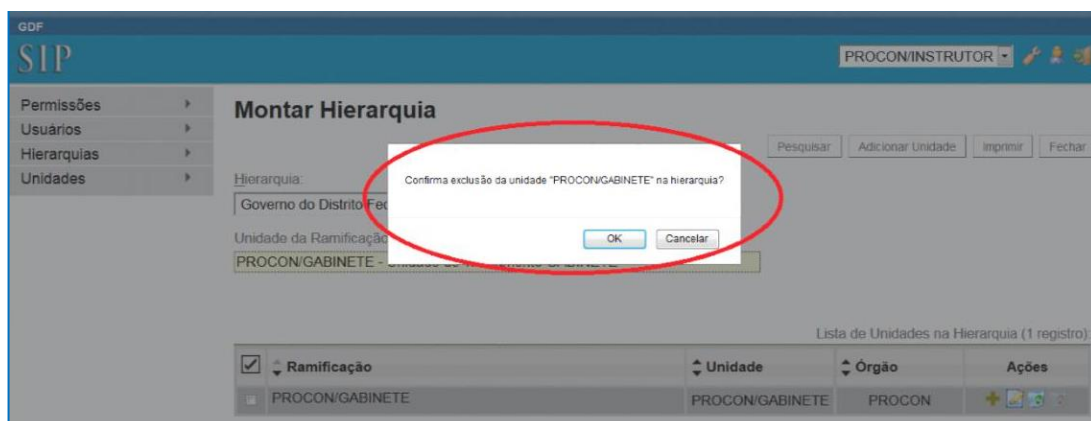 GDF
SIP
PROCON/INSTRUTOR
Permissões
Usuários
Hierarquias
Unidades
Montar Hierarquia
Pesquisar Adicionar Unidade Imprimir Fechar
Hierarquia:
Governo do Distrito
Confirma exclusão da unidade "PROCON/GABINETE" na hierarquia?
OK Cancelar
Unidade da Ramificação
PROCON/GABINETE - GABINETE
Lista de Unidades na Hierarquia (1 registro):
Ramificação Unidade Órgão Ações
PROCON/GABINETE PROCON/GABINETE PROCON